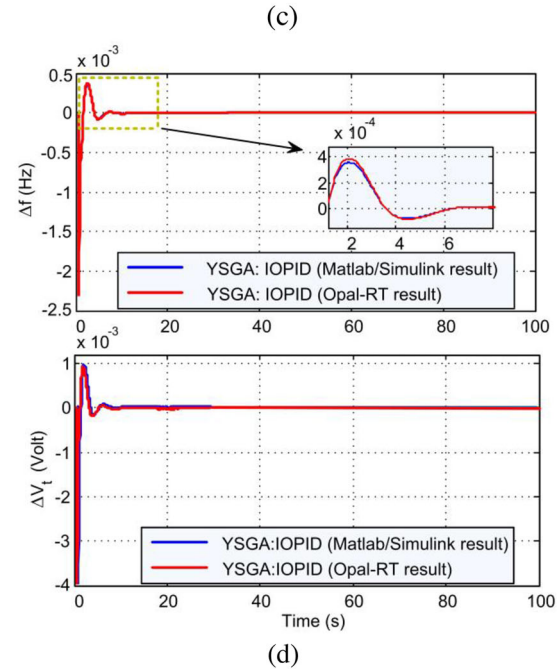 (c)
x 10⁻³
0.5
0
-0.5
-1
-1.5
-2
-2.5
Δf (Hz)
x 10⁻⁴
4
2
0
2 4 6
YSGA: IOPID (Matlab/Simulink result)
YSGA: IOPID (Opal-RT result)
0 20 40 60 80 100
x 10⁻³
1
0
-1
-2
-3
-4
ΔVt (Volt)
YSGA:IOPID (Matlab/Simulink result)
YSGA:IOPID (Opal-RT result)
0 20 40 60 80 100
Time (s)
(d)